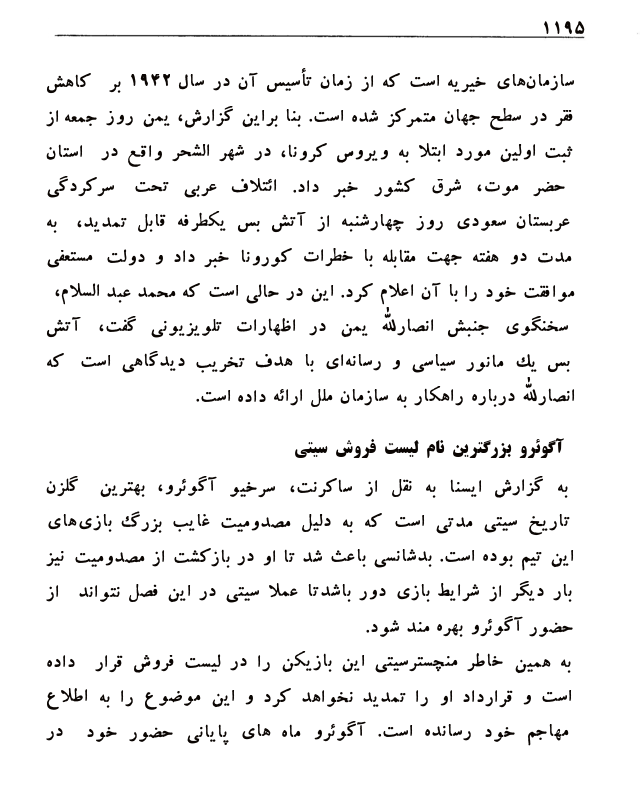 ۱۱۹۵
سازمان‌های خیریه است که از زمان تأسیس آن در سال ۱۹۴۲ بر کاهش
فقر در سطح جهان متمرکز شده است. بنا براین گزارش، یمن روز جمعه از
ثبت اولین مورد ابتلا به ویروس کرونا، در شهر الشحر واقع در استان
حضر موت، شرق کشور خبر داد. ائتلاف عربی تحت سرکردگی
عربستان سعودی روز چهارشنبه از آتش بس یکطرفه قابل تمدید، به
مدت دو هفته جهت مقابله با خطرات کورونا خبر داد و دولت مستعفی
موافقت خود را با آن اعلام کرد. این در حالی است که محمد عبد السلام،
سخنگوی جنبش انصارالله یمن در اظهارات تلویزیونی گفت، آتش
بس یك مانور سیاسی و رسانه‌ای با هدف تخریب دیدگاهی است که
انصارالله درباره راهکار به سازمان ملل ارائه داده است.
آگوئرو بزرگترین نام لیست فروش سیتی
به گزارش ایسنا به نقل از ساکرنت، سرخیو آگوئرو، بهترین گلزن
تاریخ سیتی مدتی است که به دلیل مصدومیت غایب بزرگ بازی‌های
این تیم بوده است. بدشانسی باعث شد تا او در بازکشت از مصدومیت نیز
بار دیگر از شرایط بازی دور باشدتا عملا سیتی در این فصل نتواند از
حضور آگوئرو بهره مند شود.
به همین خاطر منچسترسیتی این بازیکن را در لیست فروش قرار داده
است و قرارداد او را تمدید نخواهد کرد و این موضوع را به اطلاع
مهاجم خود رسانده است. آگوئرو ماه های پایانی حضور خود در